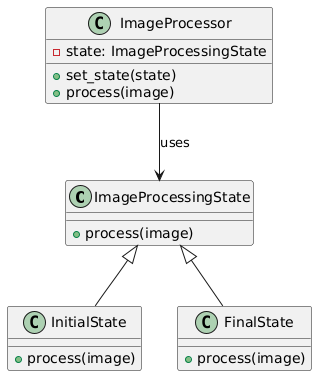 C ImageProcessor
state: ImageProcessingState
set_state(state)
process(image)
uses
C ImageProcessingState
process(image)
C InitialState
C FinalState
process(image)
process(image)